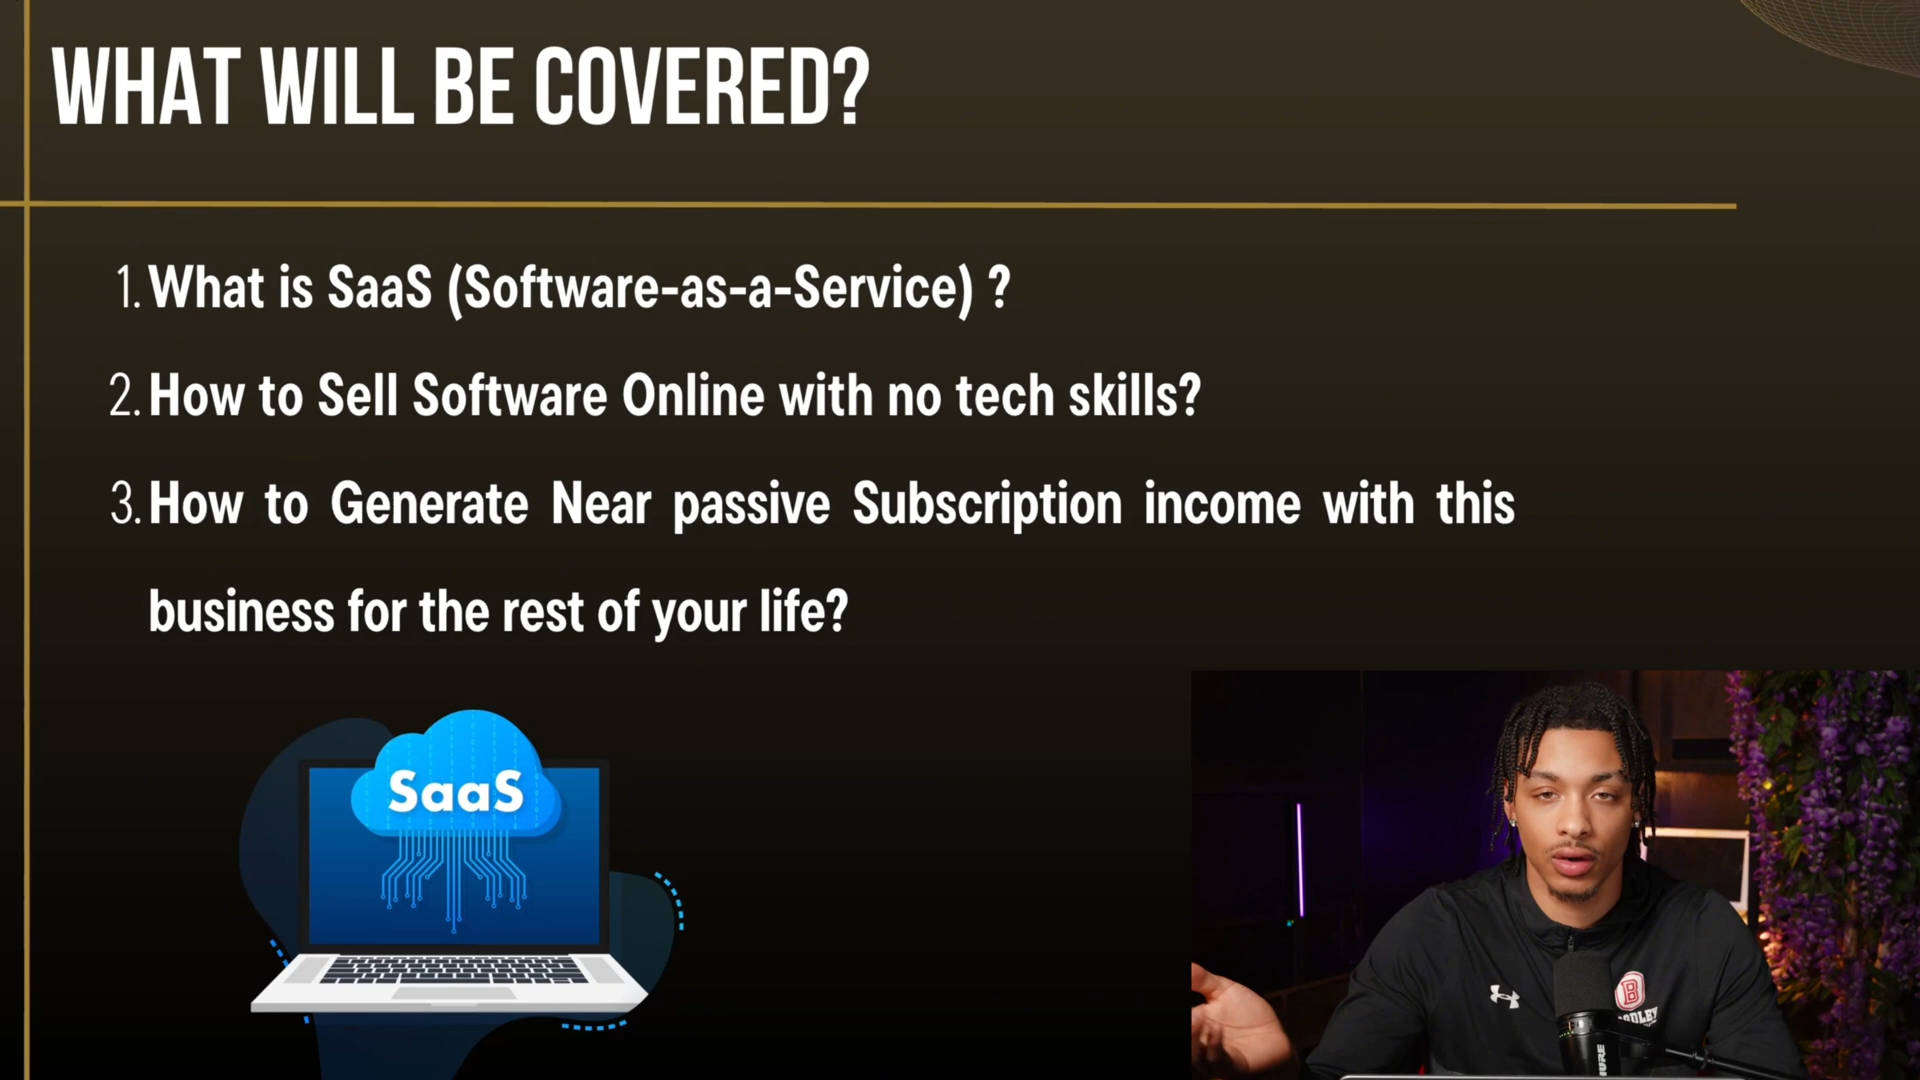 WHAT WILL BE COVERED?
1. What is SaaS (Software-as-a-Service) ?
2. How to Sell Software Online with no tech skills?
3. How to Generate Near passive Subscription income with this
business for the rest of your life?
SaaS
B